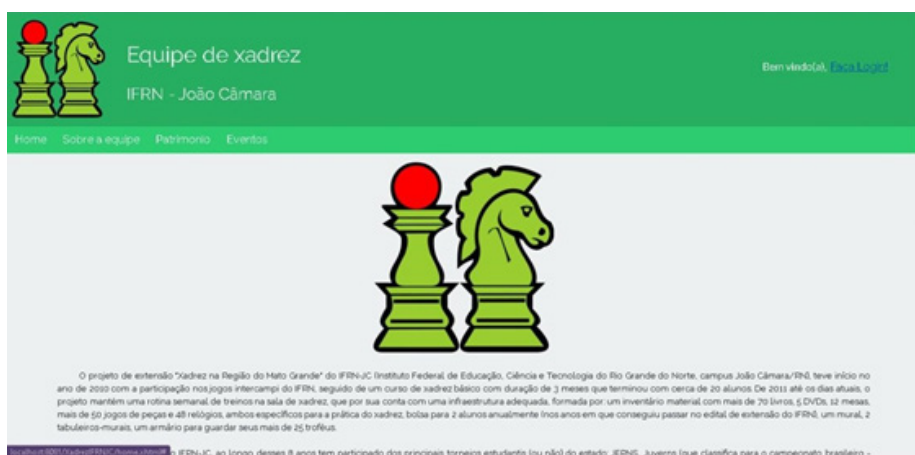 Equipe de xadrez
IFRN - João Câmara
Bem vindo(a), Faça Login!
Home Sobre a equipe Patrimonio Eventos
O projeto de extensão "Xadrez na Região do Mato Grande" do IFRN-JC (Instituto Federal de Educação, Ciência e Tecnologia do Rio Grande do Norte, campus João Câmara/RN), teve início no
ano de 2010 com a participação nos jogos intercampi do IFRN, seguido de um curso de xadrez básico com duração de 3 meses que terminou com cerca de 20 alunos. De 2011 até os dias atuais, o
projeto mantém uma rotina semanal de treinos na sala de xadrez, que por sua conta com uma infraestrutura adequada, formada por: um inventário material com mais de 70 livros, 5 DVDs, 12 mesas,
mais de 50 jogos de peças e 48 relógios, ambos específicos para a prática do xadrez, bolsa para 2 alunos anualmente (nos anos em que conseguiu passar no edital de extensão do IFRN), um mural, 2
tabuleiros-murais, um armário para guardar seus mais de 25 troféus.
o IFRN-JC, ao longo desses 8 anos tem participado dos principais torneios estudantis (ou não) do estado: JERNS, Juverns (que classifica para o campeonato brasileiro -